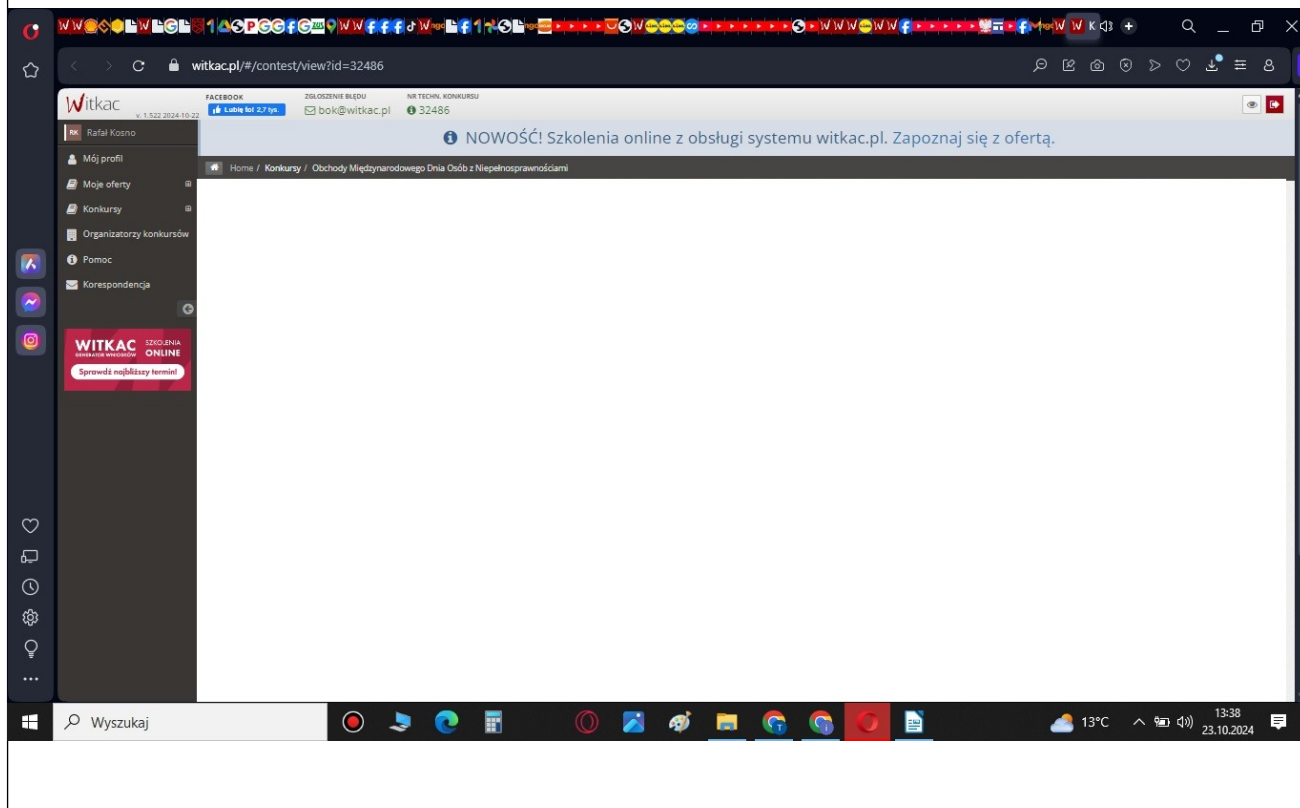 witkac.pl/#/contest/view?id=32486
Witkac
v. 1.522 2024-10-22
FACEBOOK
Lubię to! 2,7 tys.
ZGŁOSZENIE BŁĘDU
bok@witkac.pl
NR TECHN. KONKURSU
32486
RK Rafał Kosno
NOWOŚĆ! Szkolenia online z obsługi systemu witkac.pl. Zapoznaj się z ofertą.
Home / Konkursy / Obchody Międzynarodowego Dnia Osób z Niepełnosprawnościami
Mój profil
Moje oferty
Konkursy
Organizatorzy konkursów
Pomoc
Korespondencja
WITKAC
GENERATOR WNIOSKÓW
SZKOLENIA
ONLINE
Sprawdź najbliższy termin!
Wyszukaj
13°C
13:38
23.10.2024